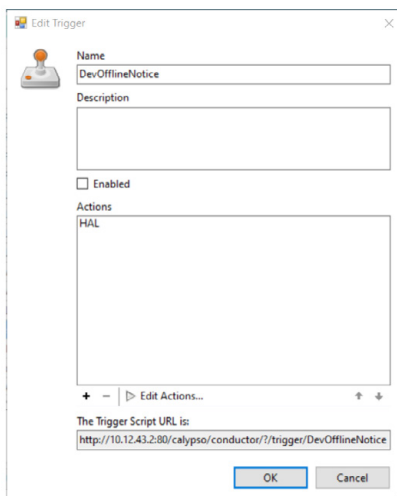 Edit Trigger
Name
DevOfflineNotice
Description
Enabled
Actions
HAL
+ − Edit Actions...
The Trigger Script URL is:
http://10.12.43.2:80/calypso/conductor/?/trigger/DevOfflineNotice
OK Cancel